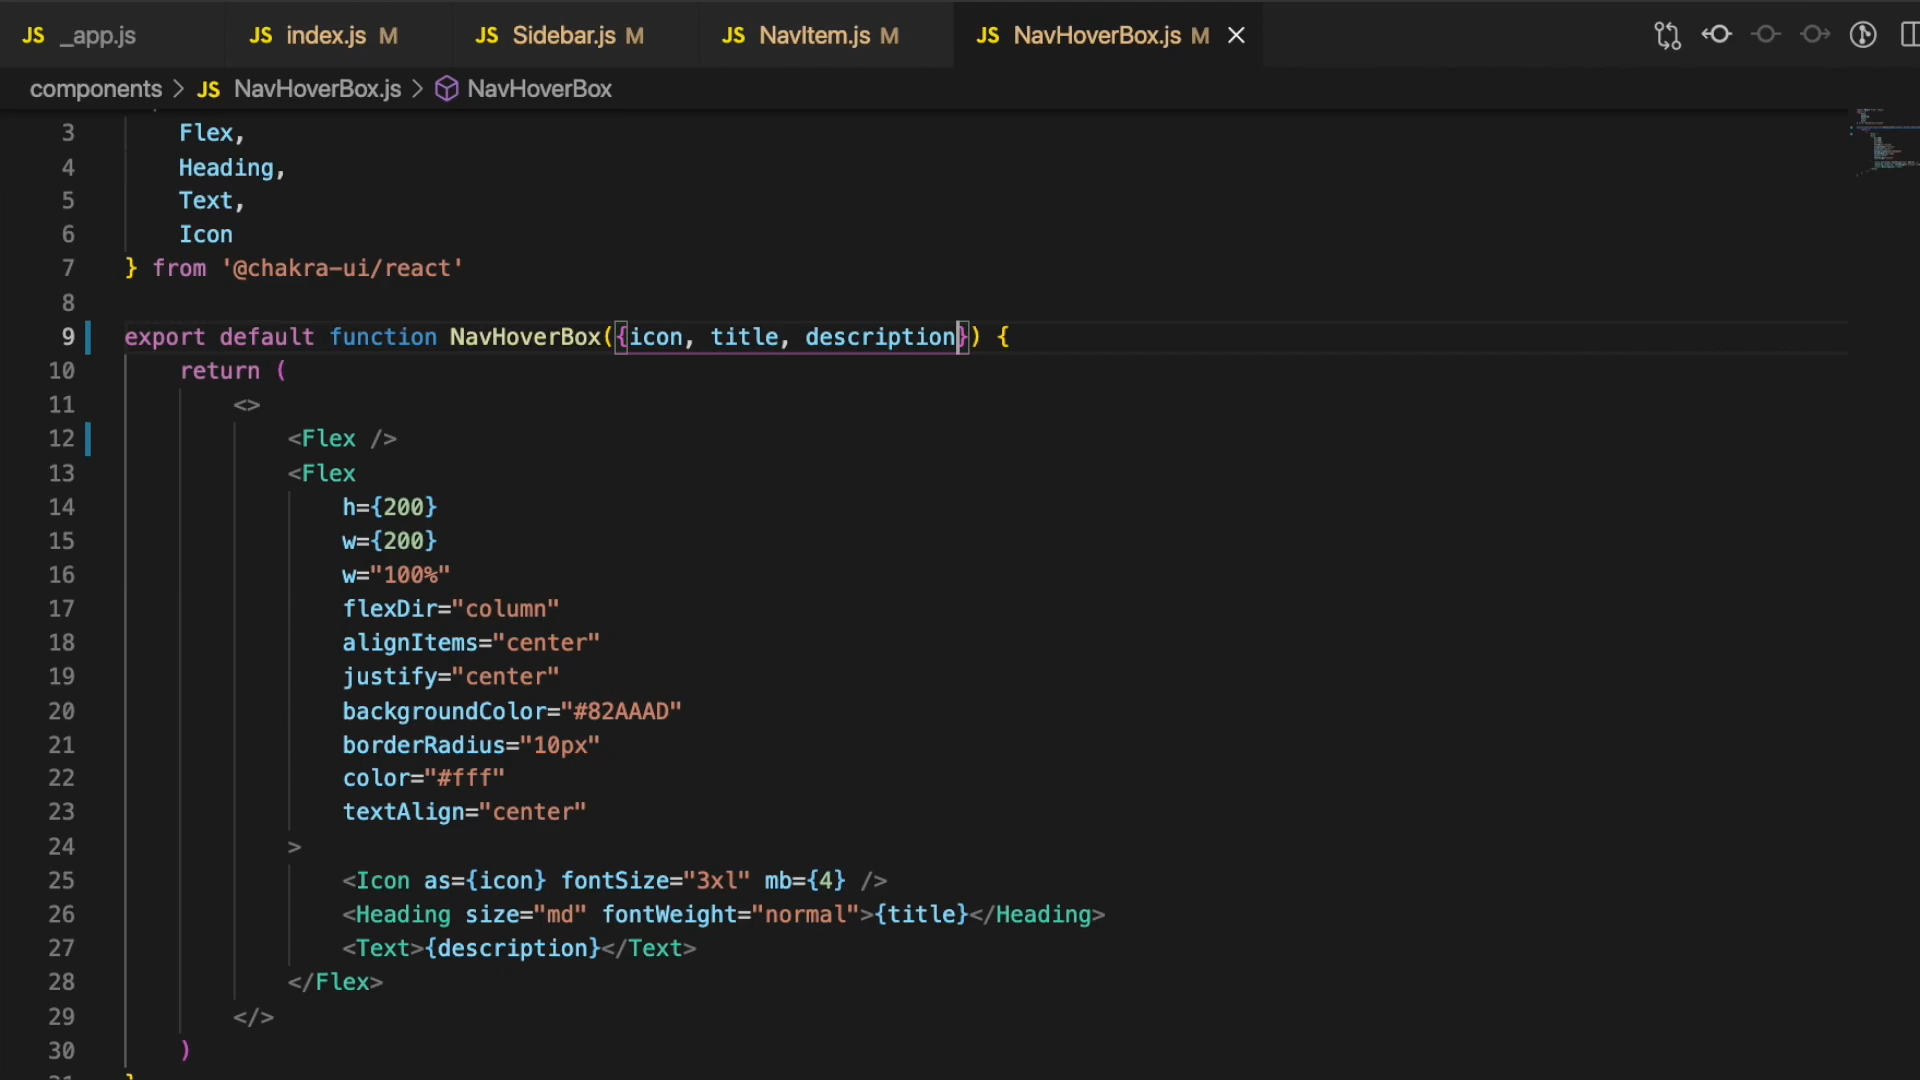 JS _app.js JS index.js M JS Sidebar.js M JS NavItem.js M JS NavHoverBox.js M
components > JS NavHoverBox.js > NavHoverBox
3 Flex,
4 Heading,
5 Text,
6 Icon
7 } from '@chakra-ui/react'
8
9 export default function NavHoverBox({icon, title, description}) {
10 return (
11 <>
12 <Flex />
13 <Flex
14 h={200}
15 w={200}
16 w="100%"
17 flexDir="column"
18 alignItems="center"
19 justify="center"
20 backgroundColor="#82AAAD"
21 borderRadius="10px"
22 color="#fff"
23 textAlign="center"
24 >
25 <Icon as={icon} fontSize="3xl" mb={4} />
26 <Heading size="md" fontWeight="normal">{title}</Heading>
27 <Text>{description}</Text>
28 </Flex>
29 </>
30 )